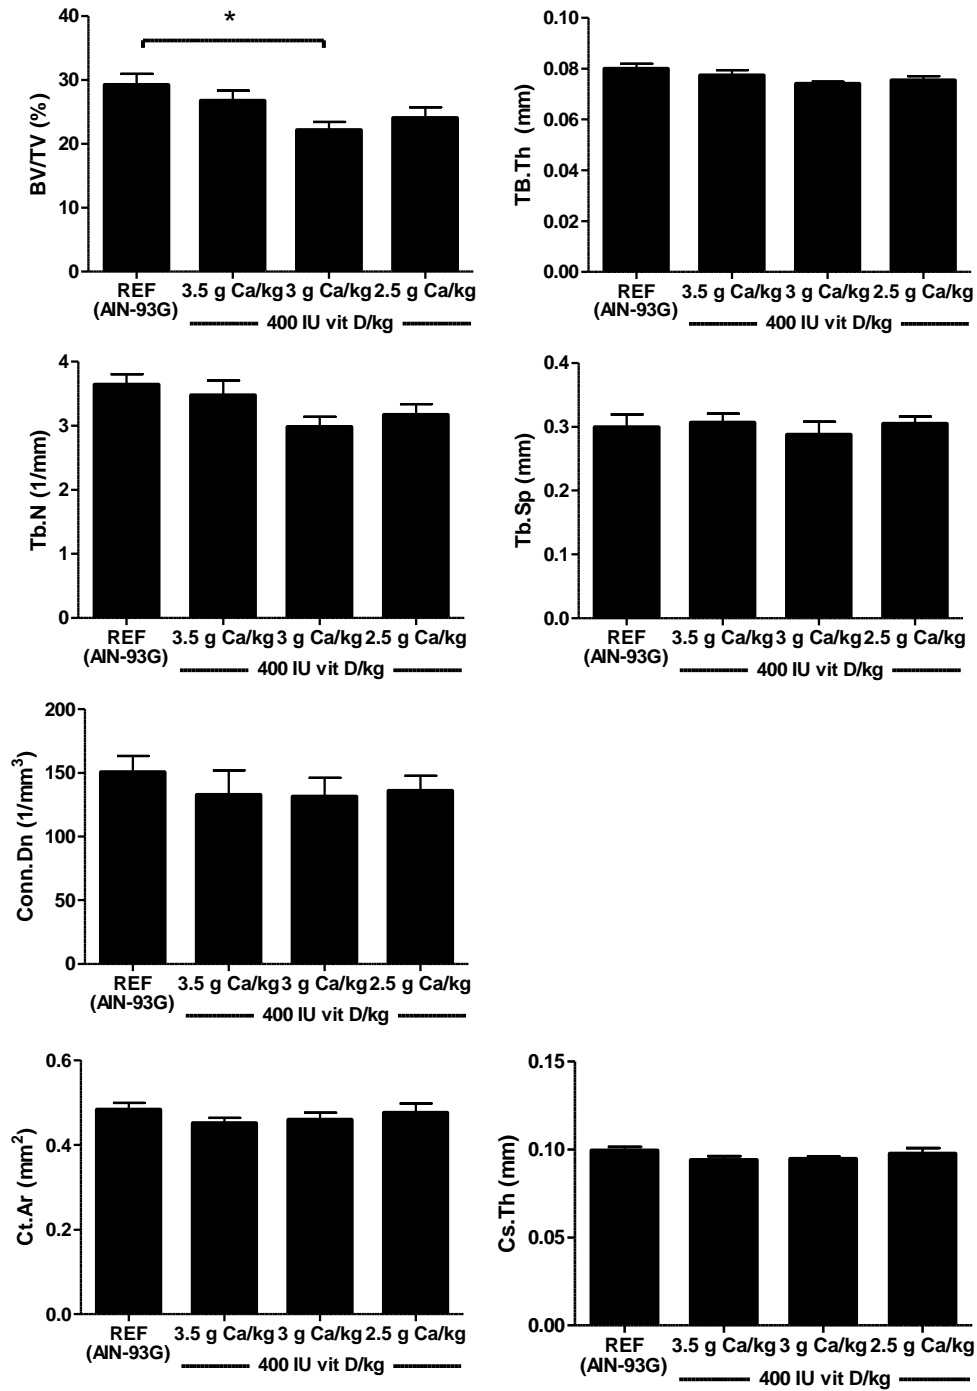 *
40
30
20
10
0
BV/TV (%)
REF
(AIN-93G)
3.5 g Ca/kg 3 g Ca/kg 2.5 g Ca/kg
400 IU vit D/kg
0.10
0.08
0.06
0.04
0.02
0.00
TB.Th (mm)
REF
(AIN-93G)
3.5 g Ca/kg 3 g Ca/kg 2.5 g Ca/kg
400 IU vit D/kg
4
3
2
1
0
Tb.N (1/mm)
REF
(AIN-93G)
3.5 g Ca/kg 3 g Ca/kg 2.5 g Ca/kg
400 IU vit D/kg
0.4
0.3
0.2
0.1
0.0
Tb.Sp (mm)
REF
(AIN-93G)
3.5 g Ca/kg 3 g Ca/kg 2.5 g Ca/kg
400 IU vit D/kg
200
150
100
50
0
Conn.Dn (1/mm³)
REF
(AIN-93G)
3.5 g Ca/kg 3 g Ca/kg 2.5 g Ca/kg
400 IU vit D/kg
0.6
0.4
0.2
0.0
Ct.Ar (mm²)
REF
(AIN-93G)
3.5 g Ca/kg 3 g Ca/kg 2.5 g Ca/kg
400 IU vit D/kg
0.15
0.10
0.05
0.00
Cs.Th (mm)
REF
(AIN-93G)
3.5 g Ca/kg 3 g Ca/kg 2.5 g Ca/kg
400 IU vit D/kg